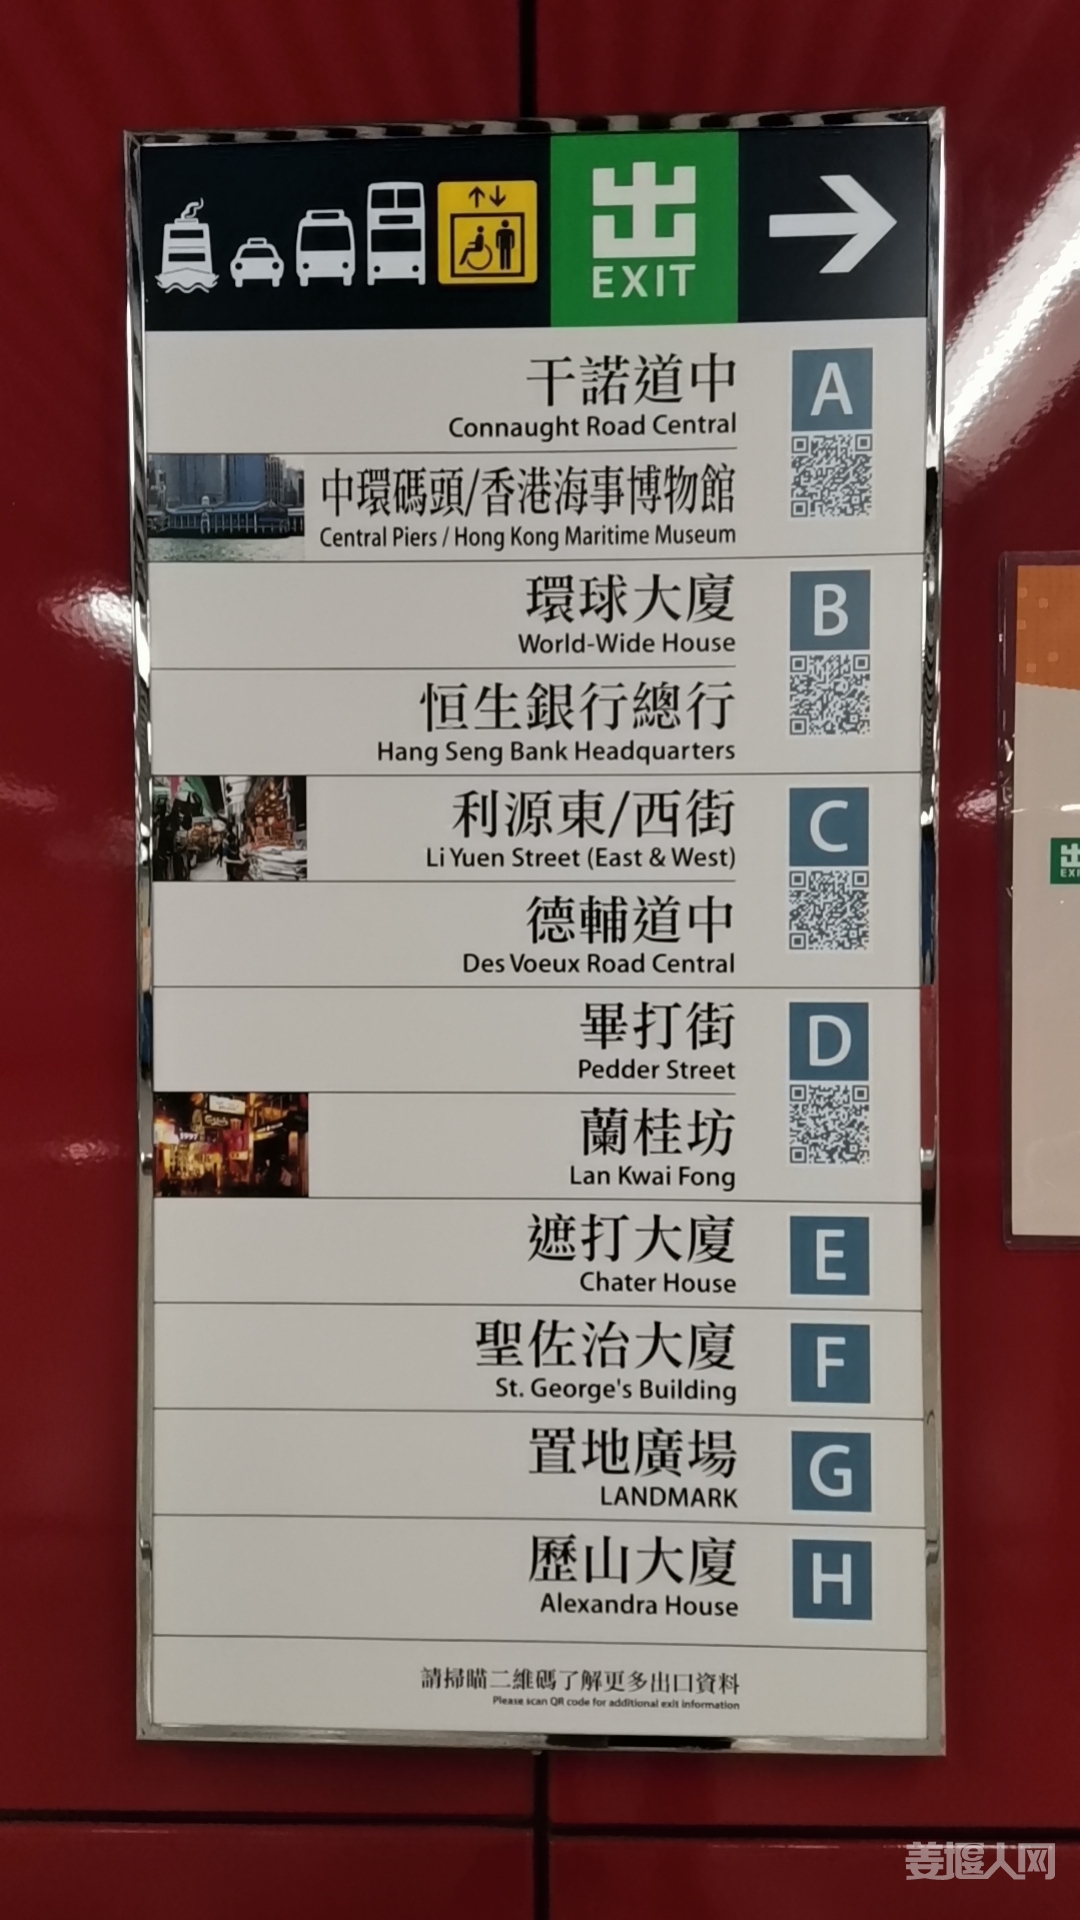 出
EXIT
干諾道中
Connaught Road Central
A
中環碼頭/香港海事博物館
Central Piers / Hong Kong Maritime Museum
環球大廈
World-Wide House
B
恒生銀行總行
Hang Seng Bank Headquarters
利源東/西街
Li Yuen Street (East & West)
C
德輔道中
Des Voeux Road Central
畢打街
Pedder Street
D
蘭桂坊
Lan Kwai Fong
遮打大廈
Chater House
E
聖佐治大廈
St. George's Building
F
置地廣場
LANDMARK
G
歷山大廈
Alexandra House
H
請掃瞄二維碼了解更多出口資料
Please scan QR code for additional exit information
姜堰人网